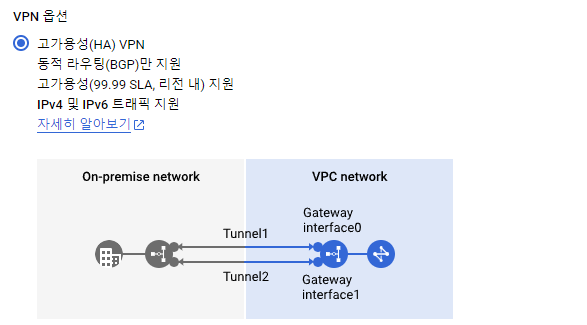 VPN 옵션
고가용성(HA) VPN
동적 라우팅(BGP)만 지원
고가용성(99.99 SLA, 리전 내) 지원
IPv4 및 IPv6 트래픽 지원
자세히 알아보기
On-premise network
VPC network
Gateway
interface0
Tunnel1
Tunnel2
Gateway
interface1